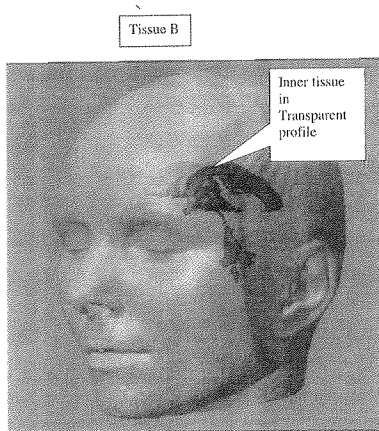 Tissue B
Inner tissue
in
Transparent
profile